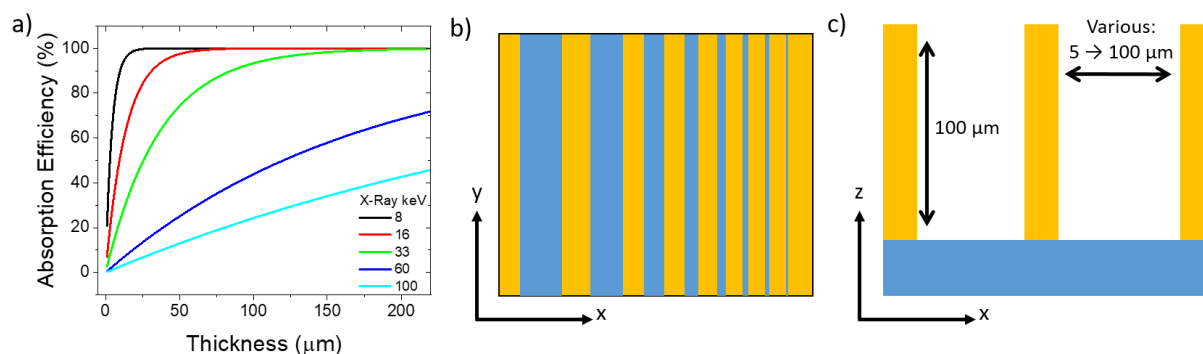 a)
Absorption Efficiency (%)
100
80
60
40
20
0
X-Ray keV
8
16
33
60
100
0
50
100
150
200
Thickness (μm)
b)
y
x
c)
Various:
5 → 100 μm
100 μm
z
x